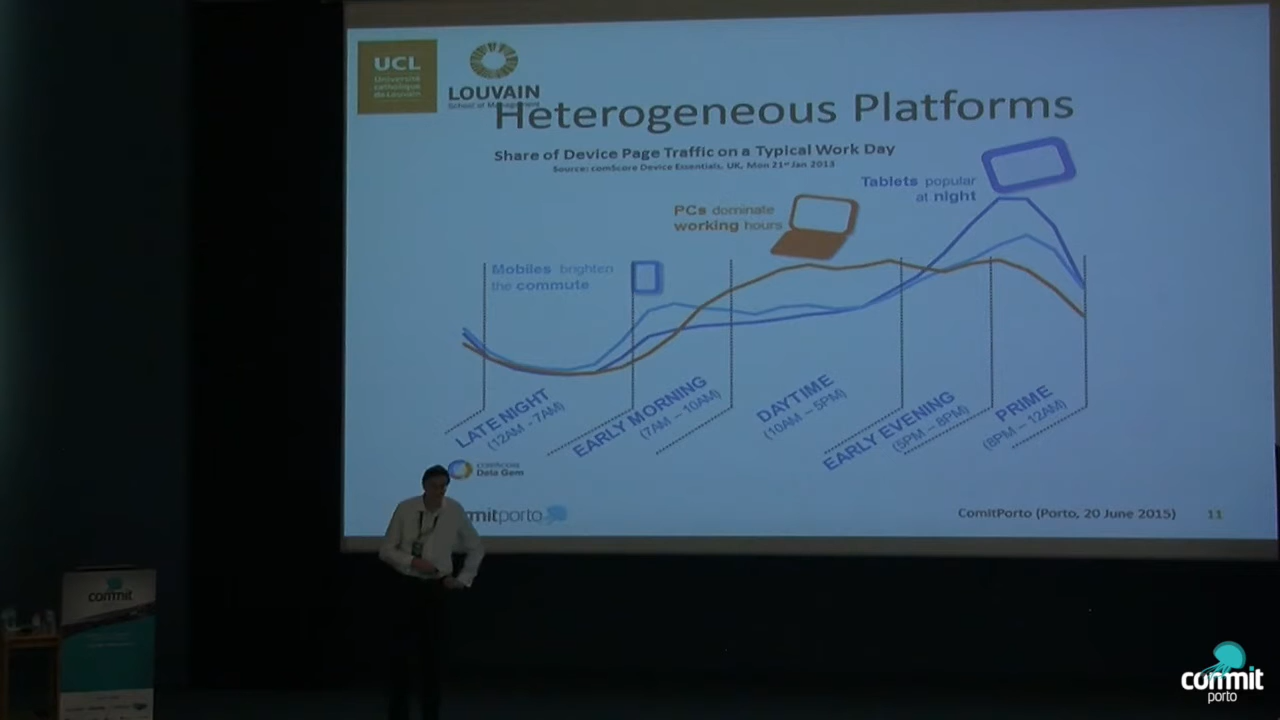 UCL
Université
catholique
de Louvain
LOUVAIN
School of Management
Heterogeneous Platforms
Share of Device Page Traffic on a Typical Work Day
Source: comScore Device Essentials, UK, Mon 21st Jan 2013
Tablets popular
at night
PCs dominate
working hours
Mobiles brighten
the commute
LATE NIGHT
(12AM - 7AM)
EARLY MORNING
(7AM – 10AM)
DAYTIME
(10AM – 5PM)
EARLY EVENING
(5PM – 8PM)
PRIME
(8PM – 12AM)
comScore
Data Gem
mitporto
ComitPorto (Porto, 20 June 2015) 11
commit
commit
porto